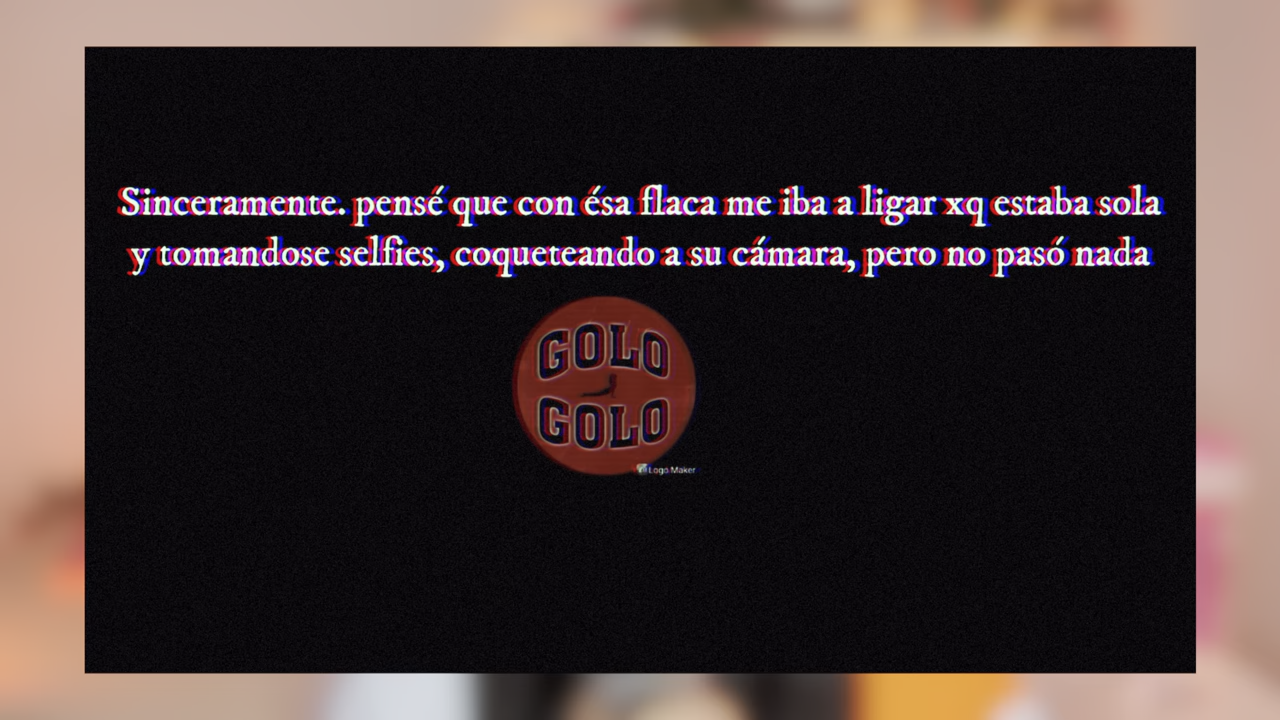 Sinceramente. pensé que con ésa flaca me iba a ligar xq estaba sola
y tomandose selfies, coqueteando a su cámara, pero no pasó nada
GOLO
GOLO
Logo Maker